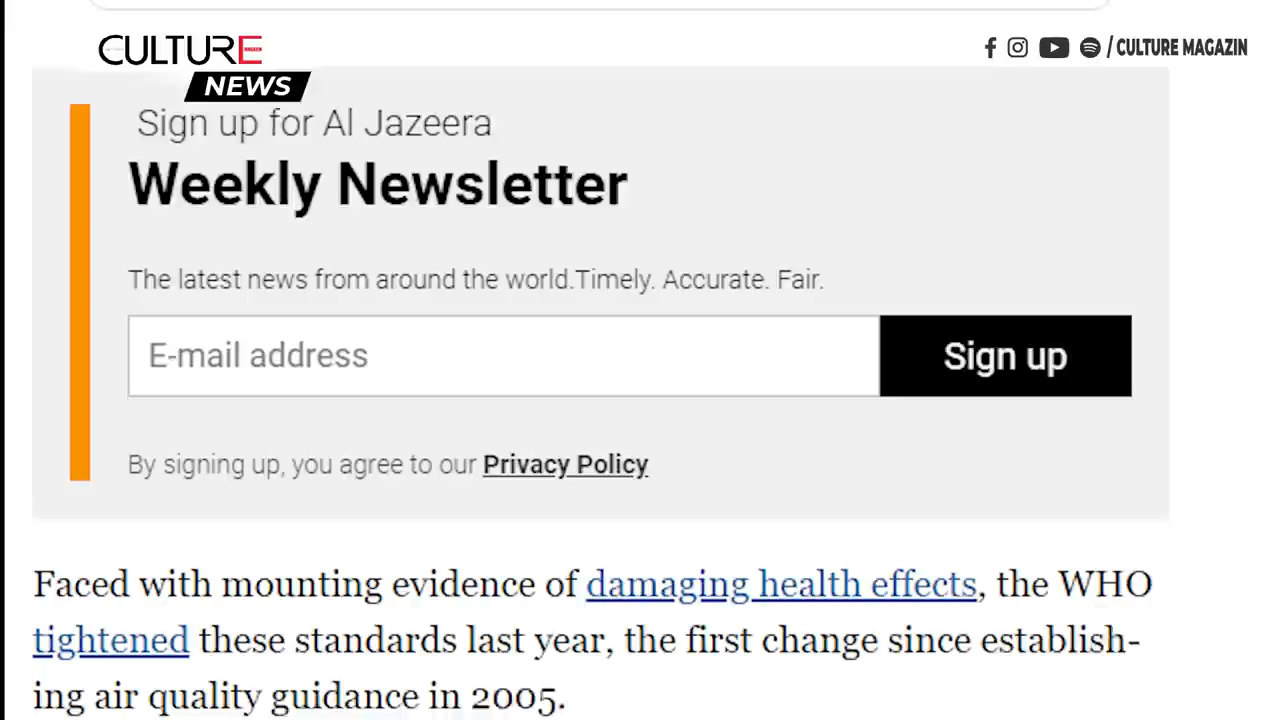 CULTURE
NEWS
/ CULTURE MAGAZIN
Sign up for Al Jazeera
Weekly Newsletter
The latest news from around the world.Timely. Accurate. Fair.
E-mail address
Sign up
By signing up, you agree to our Privacy Policy
Faced with mounting evidence of damaging health effects, the WHO
tightened these standards last year, the first change since establish-
ing air quality guidance in 2005.